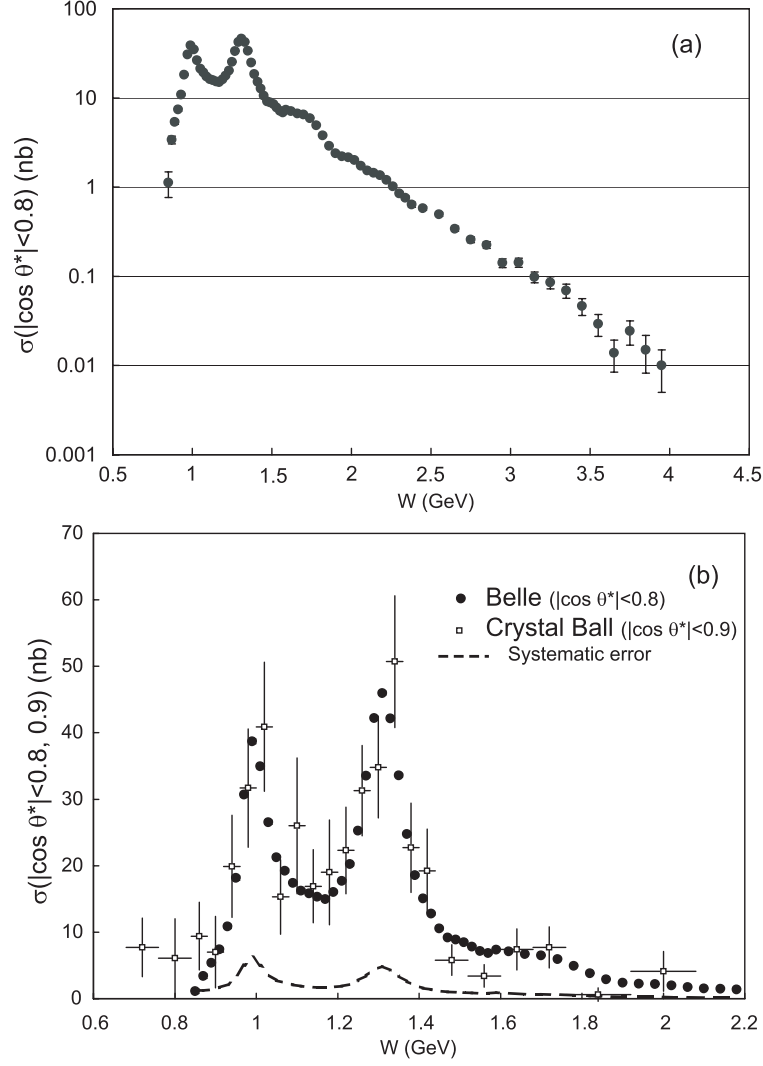 100
10
1
0.1
0.01
0.001
σ(|cos θ*|<0.8) (nb)
(a)
0.5 1 1.5 2 2.5 3 3.5 4 4.5
W (GeV)
70
60
50
40
30
20
10
0
σ(|cos θ*|<0.8, 0.9) (nb)
(b)
Belle (|cos θ*|<0.8)
Crystal Ball (|cos θ*|<0.9)
Systematic error
0.6 0.8 1 1.2 1.4 1.6 1.8 2 2.2
W (GeV)